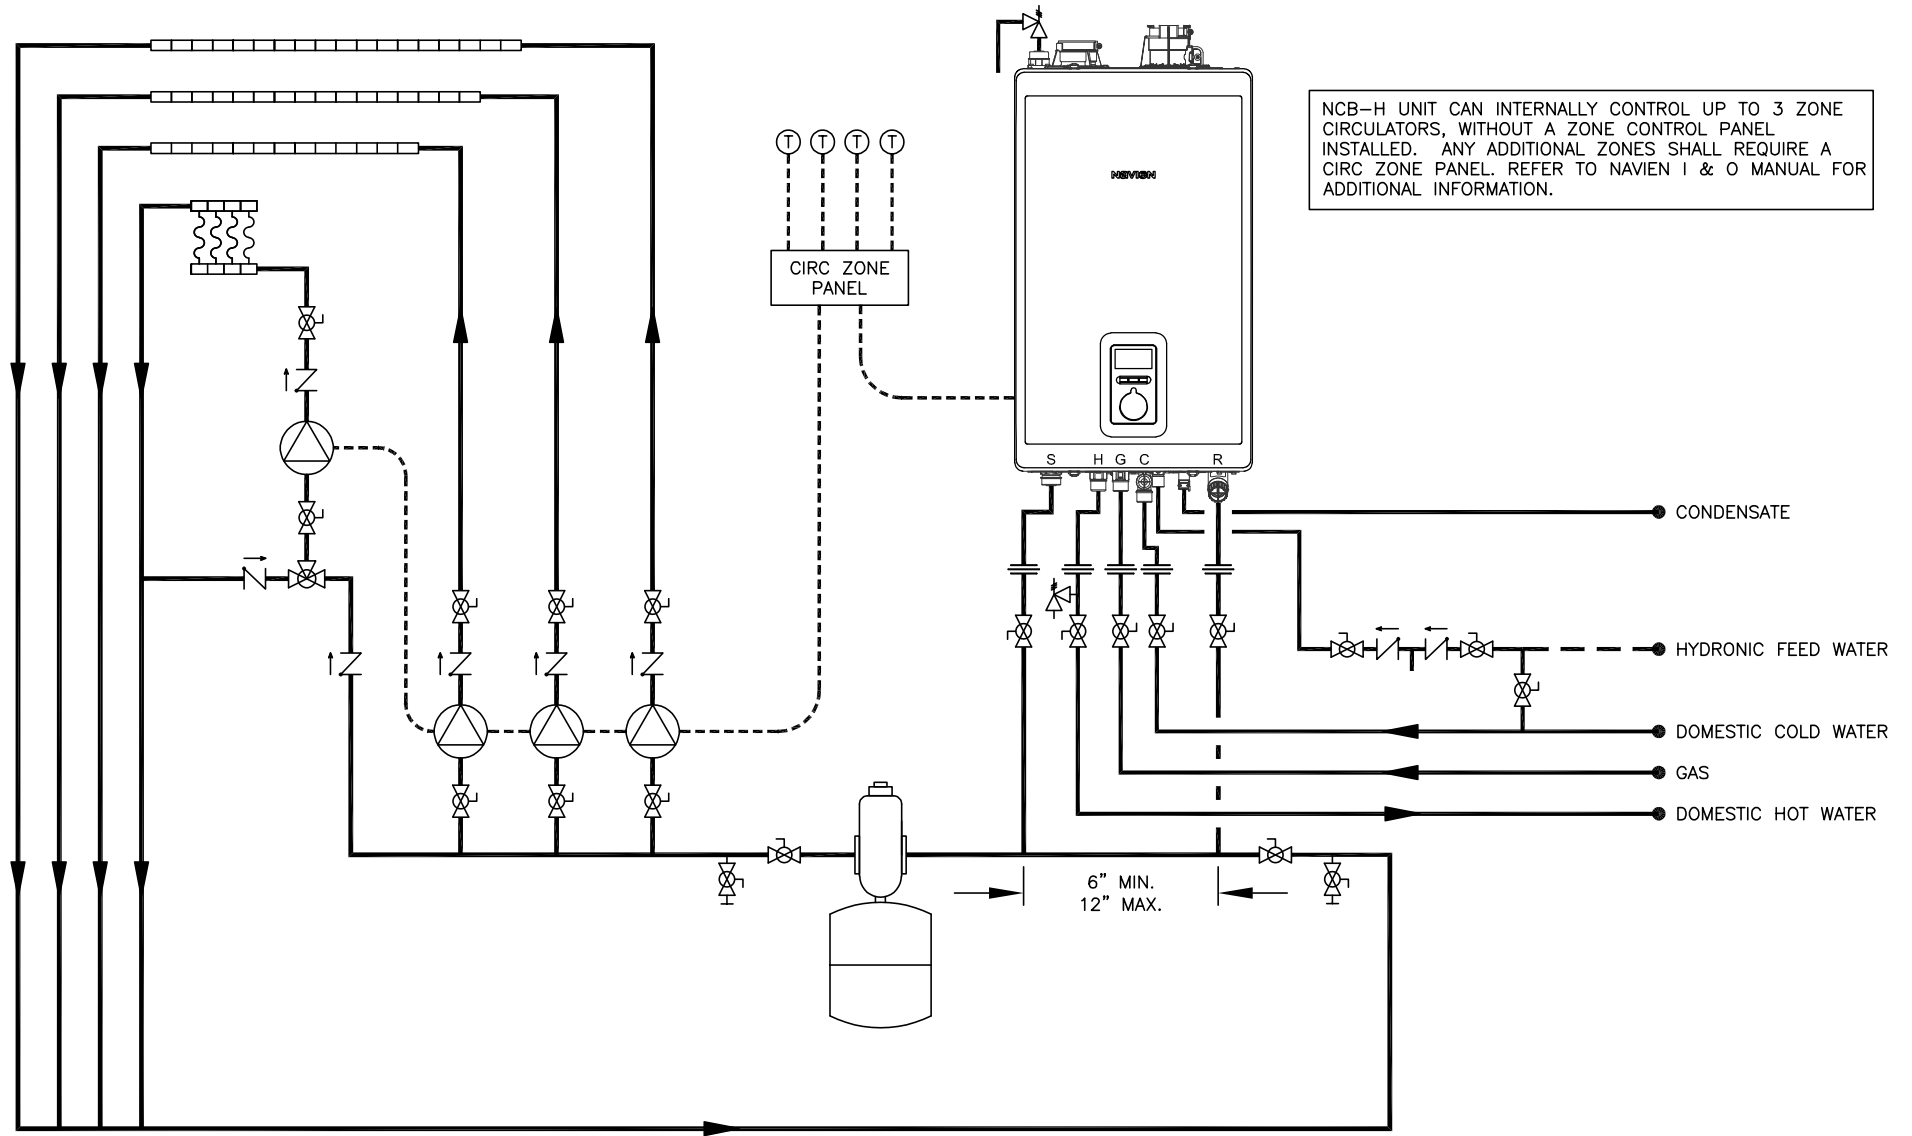 NCB-H UNIT CAN INTERNALLY CONTROL UP TO 3 ZONE
CIRCULATORS, WITHOUT A ZONE CONTROL PANEL
INSTALLED. ANY ADDITIONAL ZONES SHALL REQUIRE A
CIRC ZONE PANEL. REFER TO NAVIEN I & O MANUAL FOR
ADDITIONAL INFORMATION.
T T T T
NAVIEN
CIRC ZONE
PANEL
S H G C R
CONDENSATE
HYDRONIC FEED WATER
DOMESTIC COLD WATER
GAS
DOMESTIC HOT WATER
6” MIN.
12” MAX.